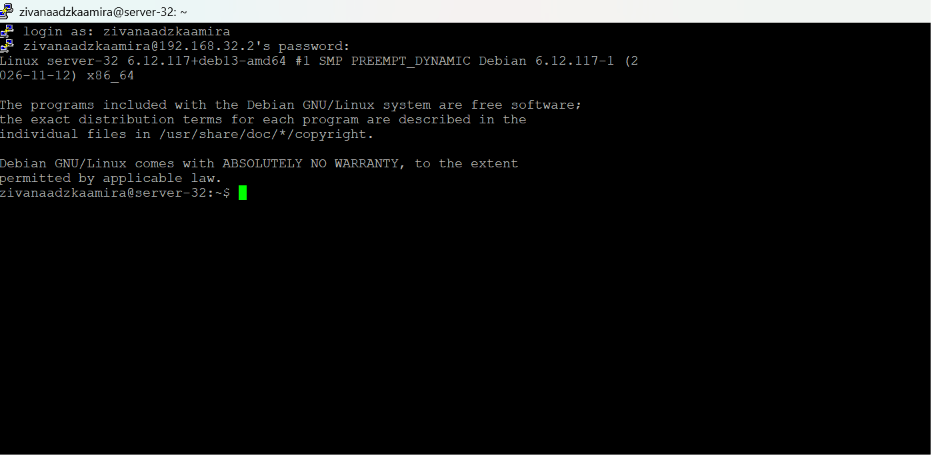 zivanaadzkaamira@server-32: ~
login as: zivanaadzkaamira
zivanaadzkaamira@192.168.32.2's password:
Linux server-32 6.12.117+deb13-amd64 #1 SMP PREEMPT_DYNAMIC Debian 6.12.117-1 (2
026-11-12) x86_64
The programs included with the Debian GNU/Linux system are free software;
the exact distribution terms for each program are described in the
individual files in /usr/share/doc/*/copyright.
Debian GNU/Linux comes with ABSOLUTELY NO WARRANTY, to the extent
permitted by applicable law.
zivanaadzkaamira@server-32:~$